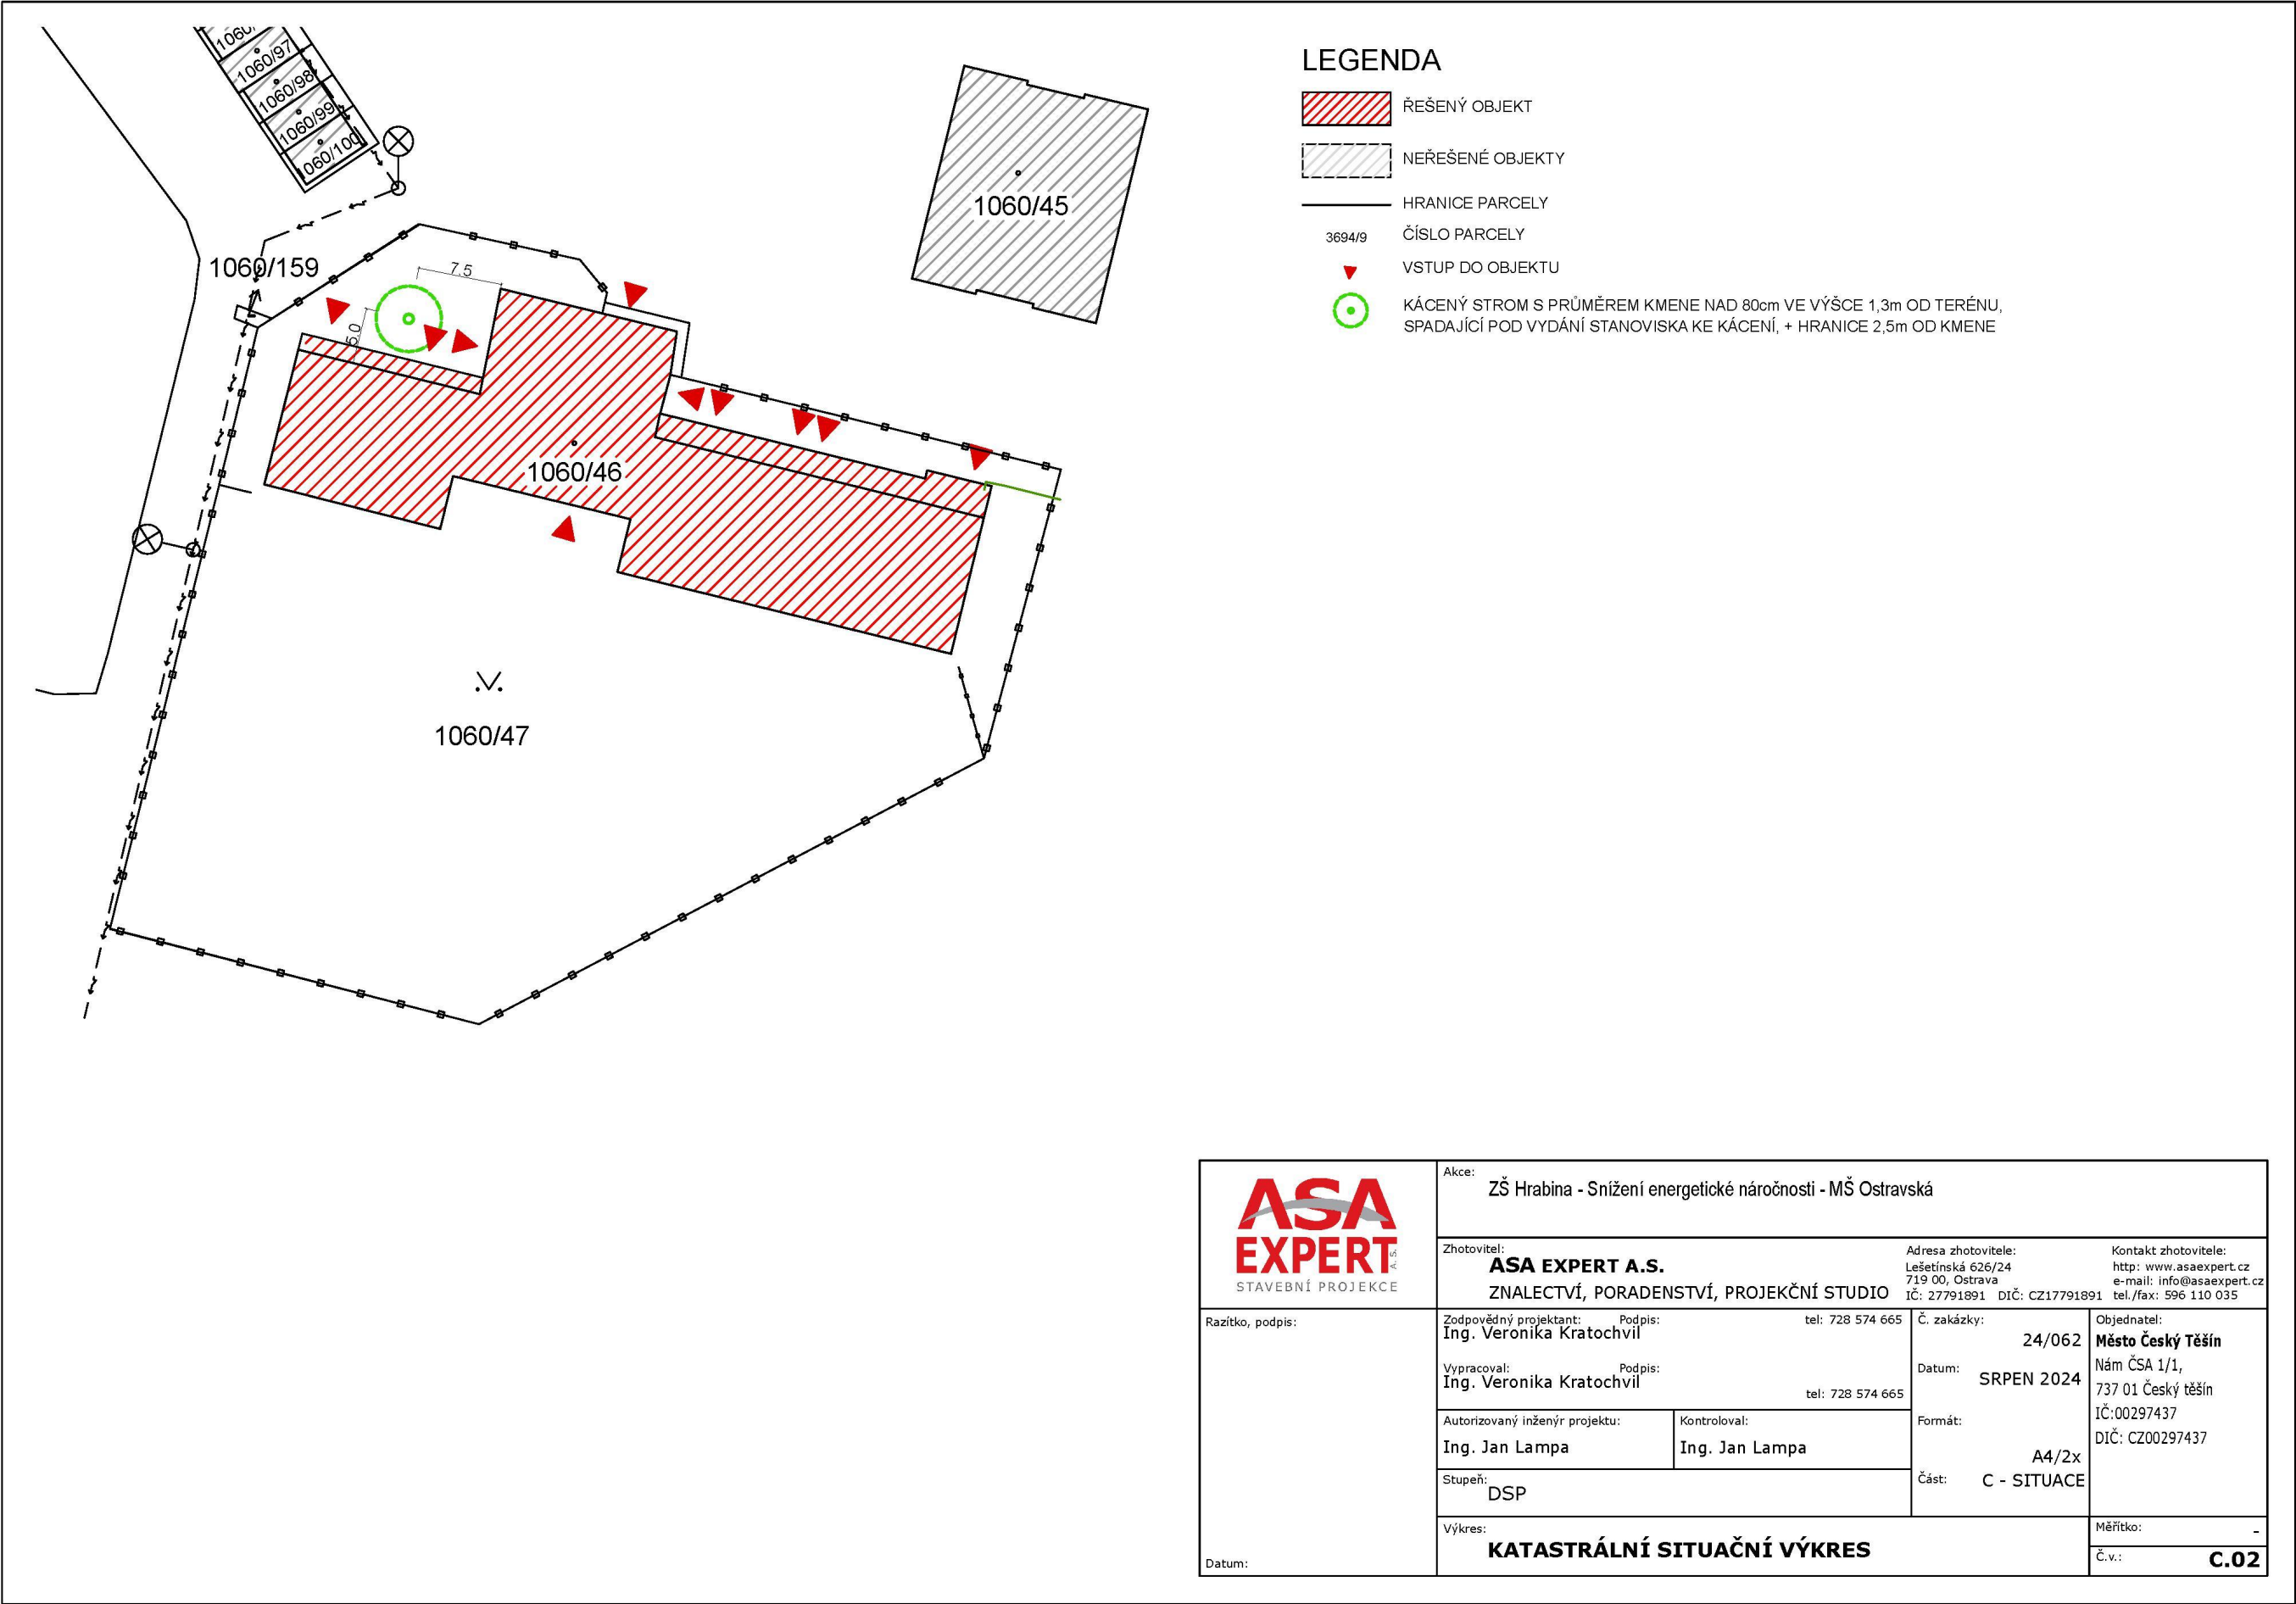 1060/97
1060/98
1060/99
060/100
1060/159
7.5
5.0
1060/45
1060/46
1060/47
LEGENDA
ŘEŠENÝ OBJEKT
NEŘEŠENÉ OBJEKTY
HRANICE PARCELY
3694/9 ČÍSLO PARCELY
VSTUP DO OBJEKTU
KÁCENÝ STROM S PRŮMĚREM KMENE NAD 80cm VE VÝŠCE 1,3m OD TERÉNU,
SPADAJÍCÍ POD VYDÁNÍ STANOVISKA KE KÁCENÍ, + HRANICE 2,5m OD KMENE
ASA
EXPERT A.S.
STAVEBNÍ PROJEKCE
Akce:
ZŠ Hrabina - Snížení energetické náročnosti - MŠ Ostravská
Zhotovitel:
ASA EXPERT A.S.
ZNALECTVÍ, PORADENSTVÍ, PROJEKČNÍ STUDIO
Adresa zhotovitele:
Lešetínská 626/24
719 00, Ostrava
IČ: 27791891 DIČ: CZ17791891
Kontakt zhotovitele:
http: www.asaexpert.cz
e-mail: info@asaexpert.cz
tel./fax: 596 110 035
Razítko, podpis:
Datum:
Zodpovědný projektant: Podpis: tel: 728 574 665
Ing. Veronika Kratochvil
Vypracoval: Podpis:
Ing. Veronika Kratochvil
tel: 728 574 665
Autorizovaný inženýr projektu:
Ing. Jan Lampa
Kontroloval:
Ing. Jan Lampa
Stupeň:
DSP
Č. zakázky:
24/062
Datum:
SRPEN 2024
Formát:
A4/2x
Část: C - SITUACE
Objednatel:
Město Český Těšín
Nám ČSA 1/1,
737 01 Český těšín
IČ:00297437
DIČ: CZ00297437
Výkres:
KATASTRÁLNÍ SITUAČNÍ VÝKRES
Měřítko: -
Č.v.: C.02